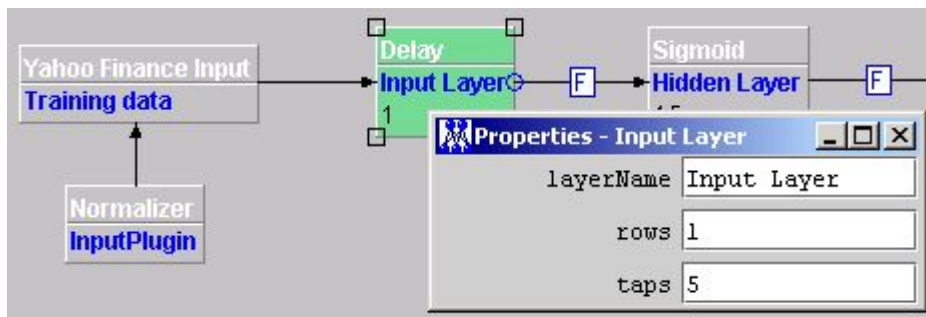 Delay
Input Layer
1
Yahoo Finance Input
Training data
F
Sigmoid
Hidden Layer
F
Normalizer
InputPlugin
Properties - Input Layer
layerName Input Layer
rows 1
taps 5